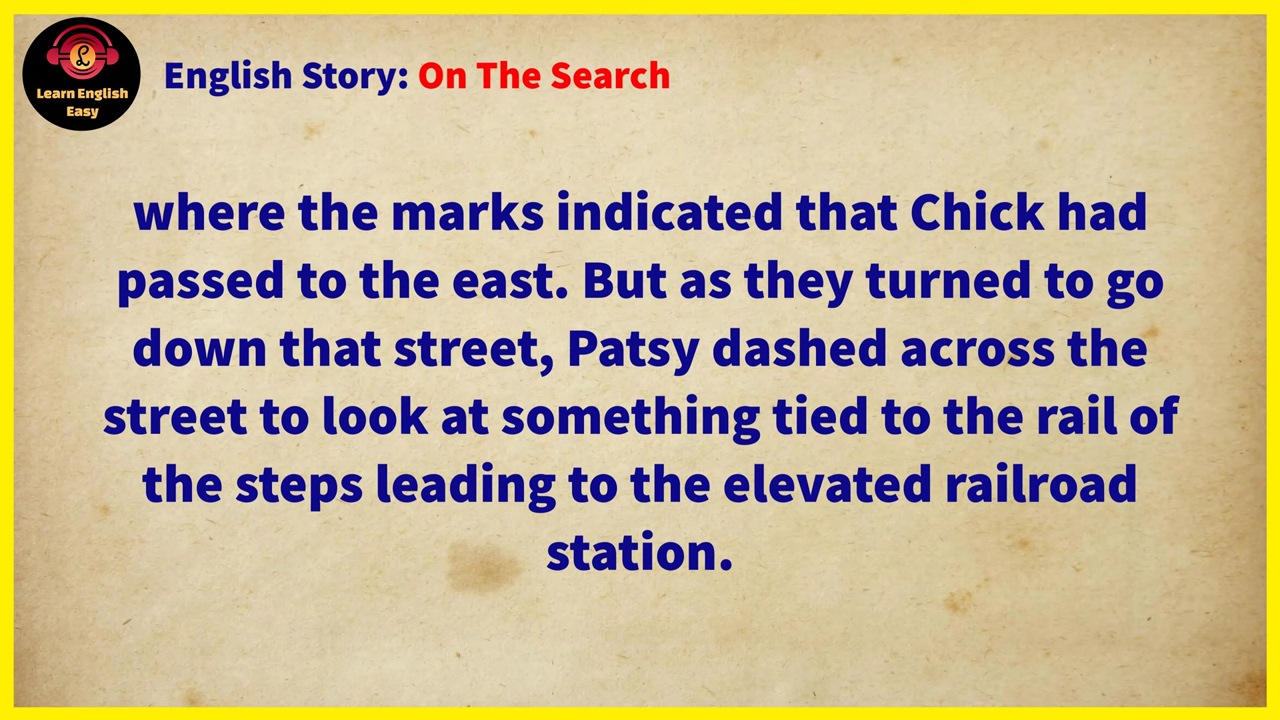 Learn English
Easy
English Story: On The Search
where the marks indicated that Chick had
passed to the east. But as they turned to go
down that street, Patsy dashed across the
street to look at something tied to the rail of
the steps leading to the elevated railroad
station.